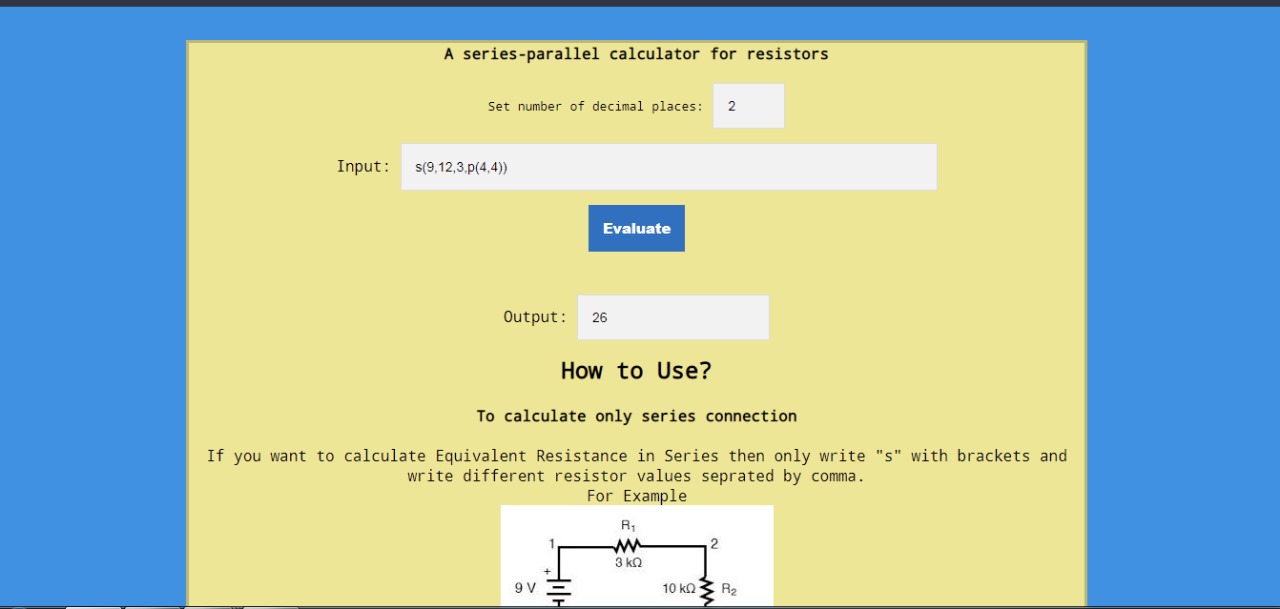 A series-parallel calculator for resistors
Set number of decimal places: 2
Input: s(9,12,3,p(4,4))
Evaluate
Output: 26
How to Use?
To calculate only series connection
If you want to calculate Equivalent Resistance in Series then only write "s" with brackets and
write different resistor values seprated by comma.
For Example
R₁
1 2
3 kΩ
+
9 V 10 kΩ R₂